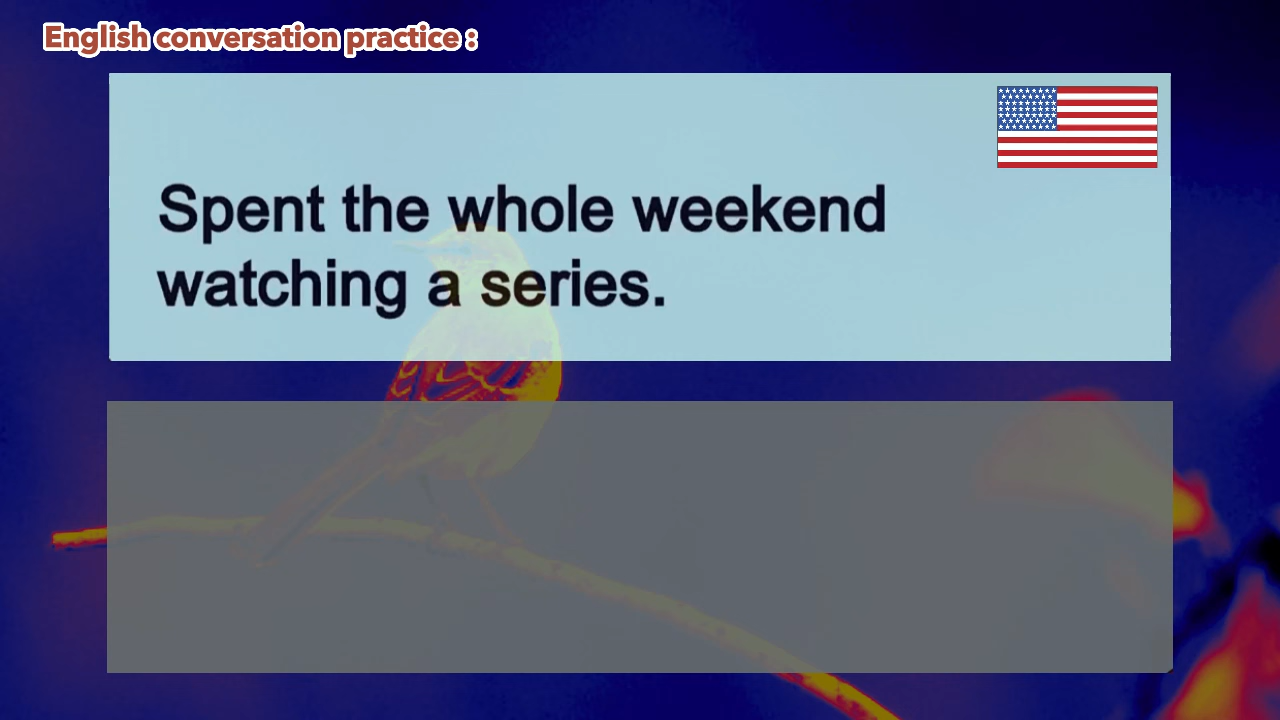 English conversation practice :
Spent the whole weekend
watching a series.